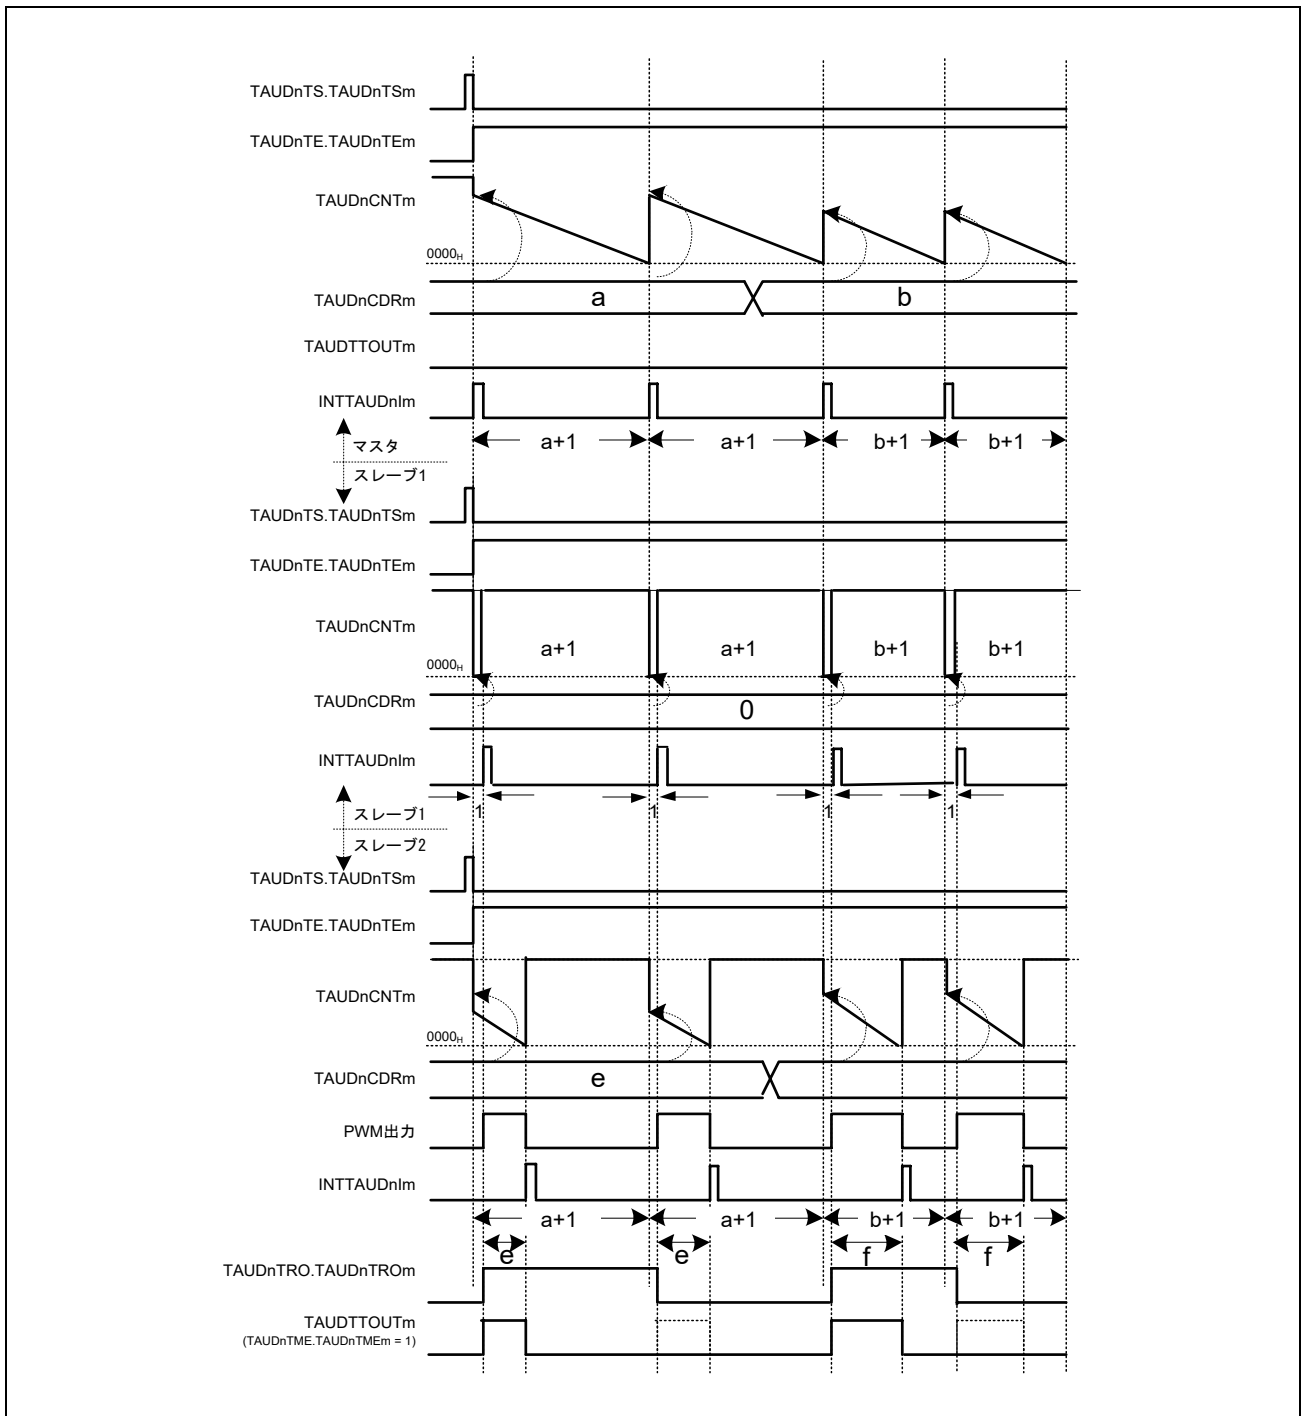 TAUDnTS.TAUDnTSm
TAUDnTE.TAUDnTEm
TAUDnCNTm
0000H
TAUDnCDRm
a
b
TAUDTTOUTm
INTTAUDnIm
a+1
a+1
b+1
b+1
マスタ
スレーブ1
TAUDnTS.TAUDnTSm
TAUDnTE.TAUDnTEm
TAUDnCNTm
a+1
a+1
b+1
b+1
0000H
TAUDnCDRm
0
INTTAUDnIm
1
1
1
1
スレーブ1
スレーブ2
TAUDnTS.TAUDnTSm
TAUDnTE.TAUDnTEm
TAUDnCNTm
0000H
TAUDnCDRm
e
PWM出力
INTTAUDnIm
a+1
a+1
b+1
b+1
e
e
f
f
TAUDnTRO.TAUDnTROm
TAUDTTOUTm
(TAUDnTME.TAUDnTMEm = 1)